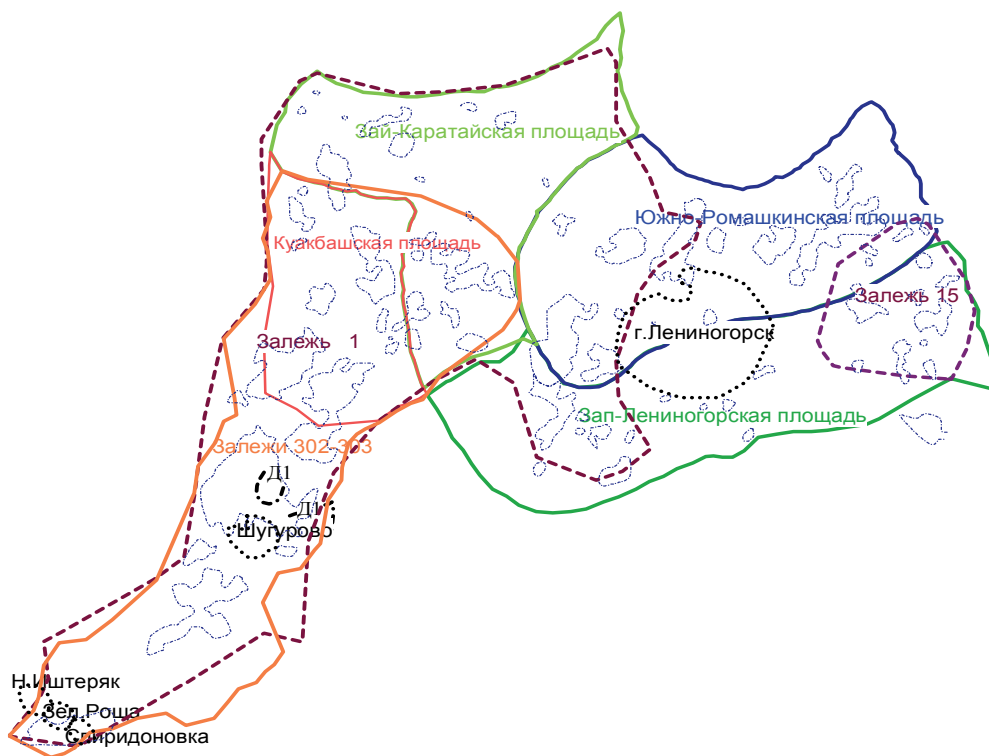 Зай-Каратайская площадь
Южно-Ромашкинская площадь
Куакбашская площадь
Залежь 15
г.Лениногорск
Залежь 1
Зап-Лениногорская площадь
Залежи 302-303
Д1
Д1
Шугурово
Н.Иштеряк
Зел.Роща
Спиридоновка